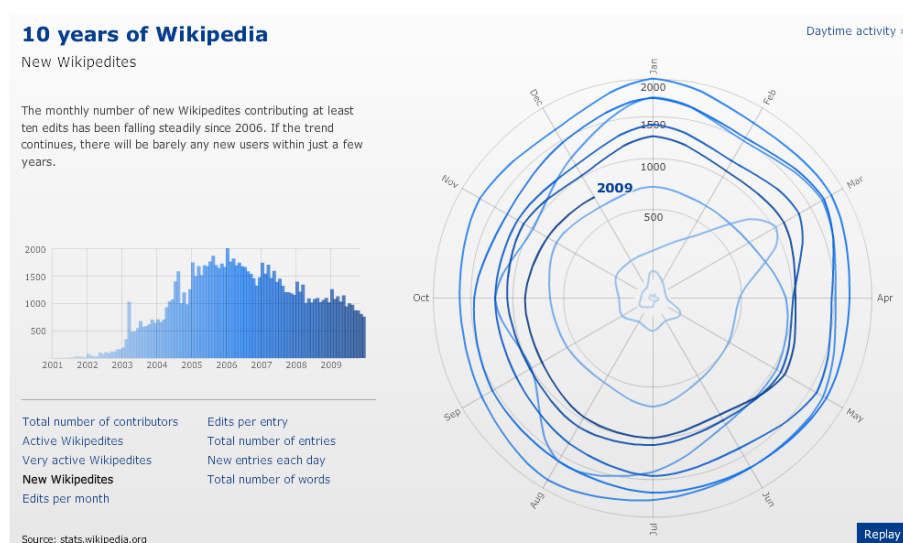 10 years of Wikipedia
Daytime activity ›
New Wikipedites
The monthly number of new Wikipedites contributing at least
ten edits has been falling steadily since 2006. If the trend
continues, there will be barely any new users within just a few
years.
2000
1500
1000
500
2001 2002 2003 2004 2005 2006 2007 2008 2009
Jan
Feb
Mar
Apr
May
Jun
Jul
Aug
Sep
Oct
Nov
Dec
2000
1500
1000
2009
500
Total number of contributors
Active Wikipedites
Very active Wikipedites
New Wikipedites
Edits per month
Edits per entry
Total number of entries
New entries each day
Total number of words
Source: stats.wikipedia.org
Replay